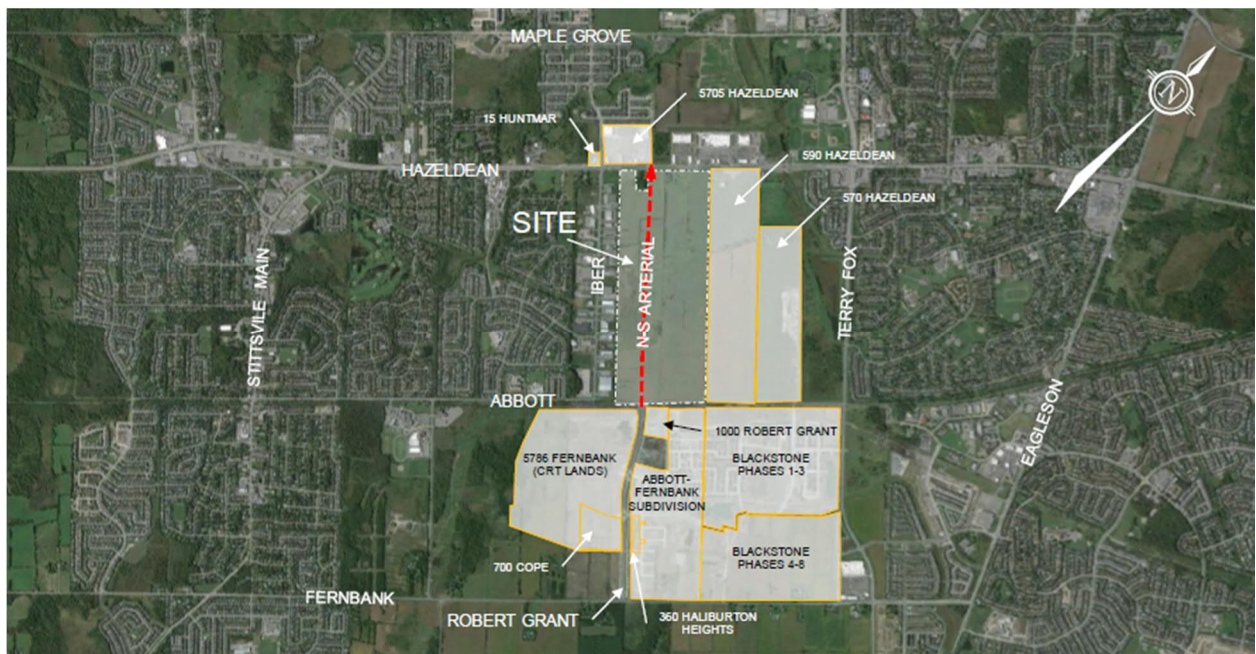 MAPLE GROVE
5705 HAZELDEAN
15 HUNTMAR
HAZELDEAN
590 HAZELDEAN
570 HAZELDEAN
SITE
IBER
N-S ARTERIAL
STITTSVILE MAIN
TERRY FOX
EAGLESON
N
ABBOTT
1000 ROBERT GRANT
5786 FERNBANK
(CRT LANDS)
BLACKSTONE
PHASES 1-3
ABBOTT-
FERNBANK
SUBDIVISION
BLACKSTONE
PHASES 4-8
700 COPE
FERNBANK
ROBERT GRANT
360 HALIBURTON
HEIGHTS